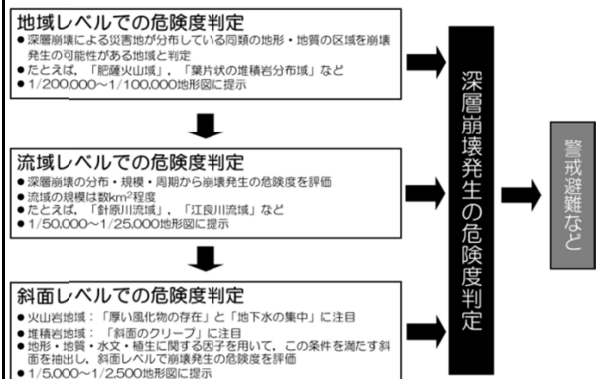 地域レベルでの危険度判定
●深層崩壊による災害地が分布している同類の地形・地質の区域を崩壊
発生の可能性がある地域と判定
●たとえば,「肥薩火山域」,「葉片状の堆積岩分布域」など
●1/200,000～1/100,000地形図に提示
流域レベルでの危険度判定
●深層崩壊の分布・規模・周期から崩壊発生の危険度を評価
●流域の規模は数km²程度
●たとえば,「針原川流域」,「江良川流域」など
●1/50,000～1/25,000地形図に提示
斜面レベルでの危険度判定
●火山岩地域：「厚い風化物の存在」と「地下水の集中」に注目
●堆積岩地域：「斜面のクリープ」に注目
●地形・地質・水文・植生に関する因子を用いて,この条件を満たす斜
面を抽出し,斜面レベルで崩壊発生の危険度を評価
●1/5,000～1/2,500地形図に提示
深層崩壊発生の危険度判定
警戒避難など